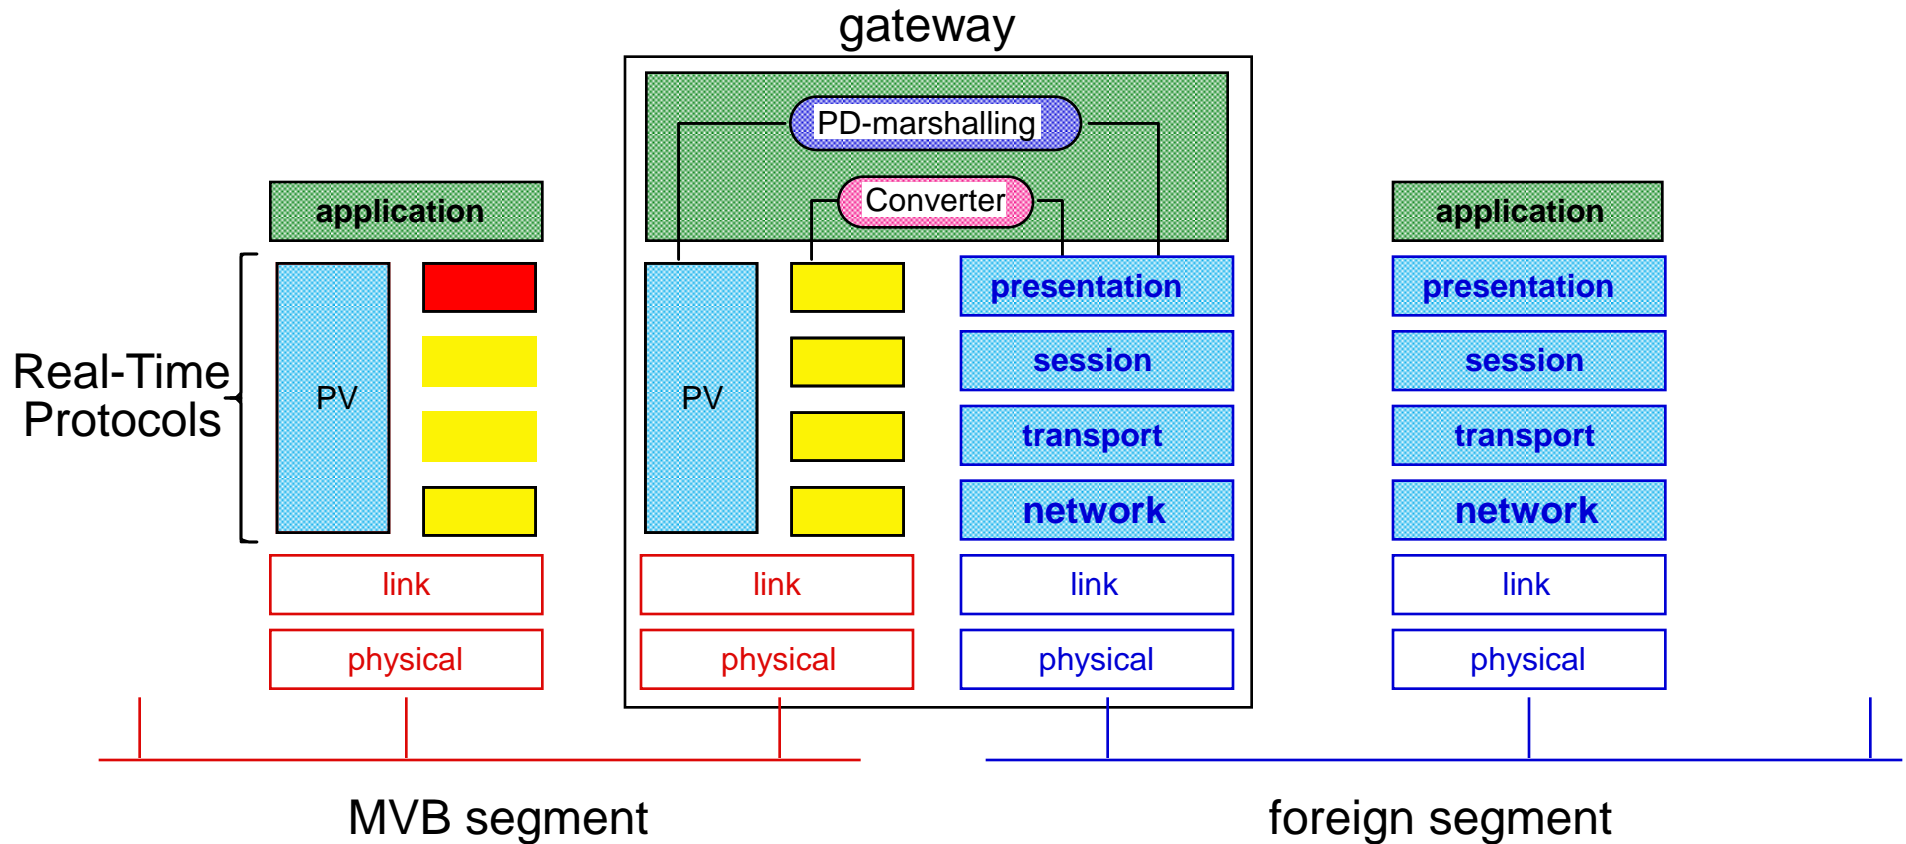 gateway
PD-marshalling
Converter
application
application
Real-Time
Protocols
PV
PV
presentation
session
transport
network
presentation
session
transport
network
link
link
link
link
physical
physical
physical
physical
MVB segment
foreign segment